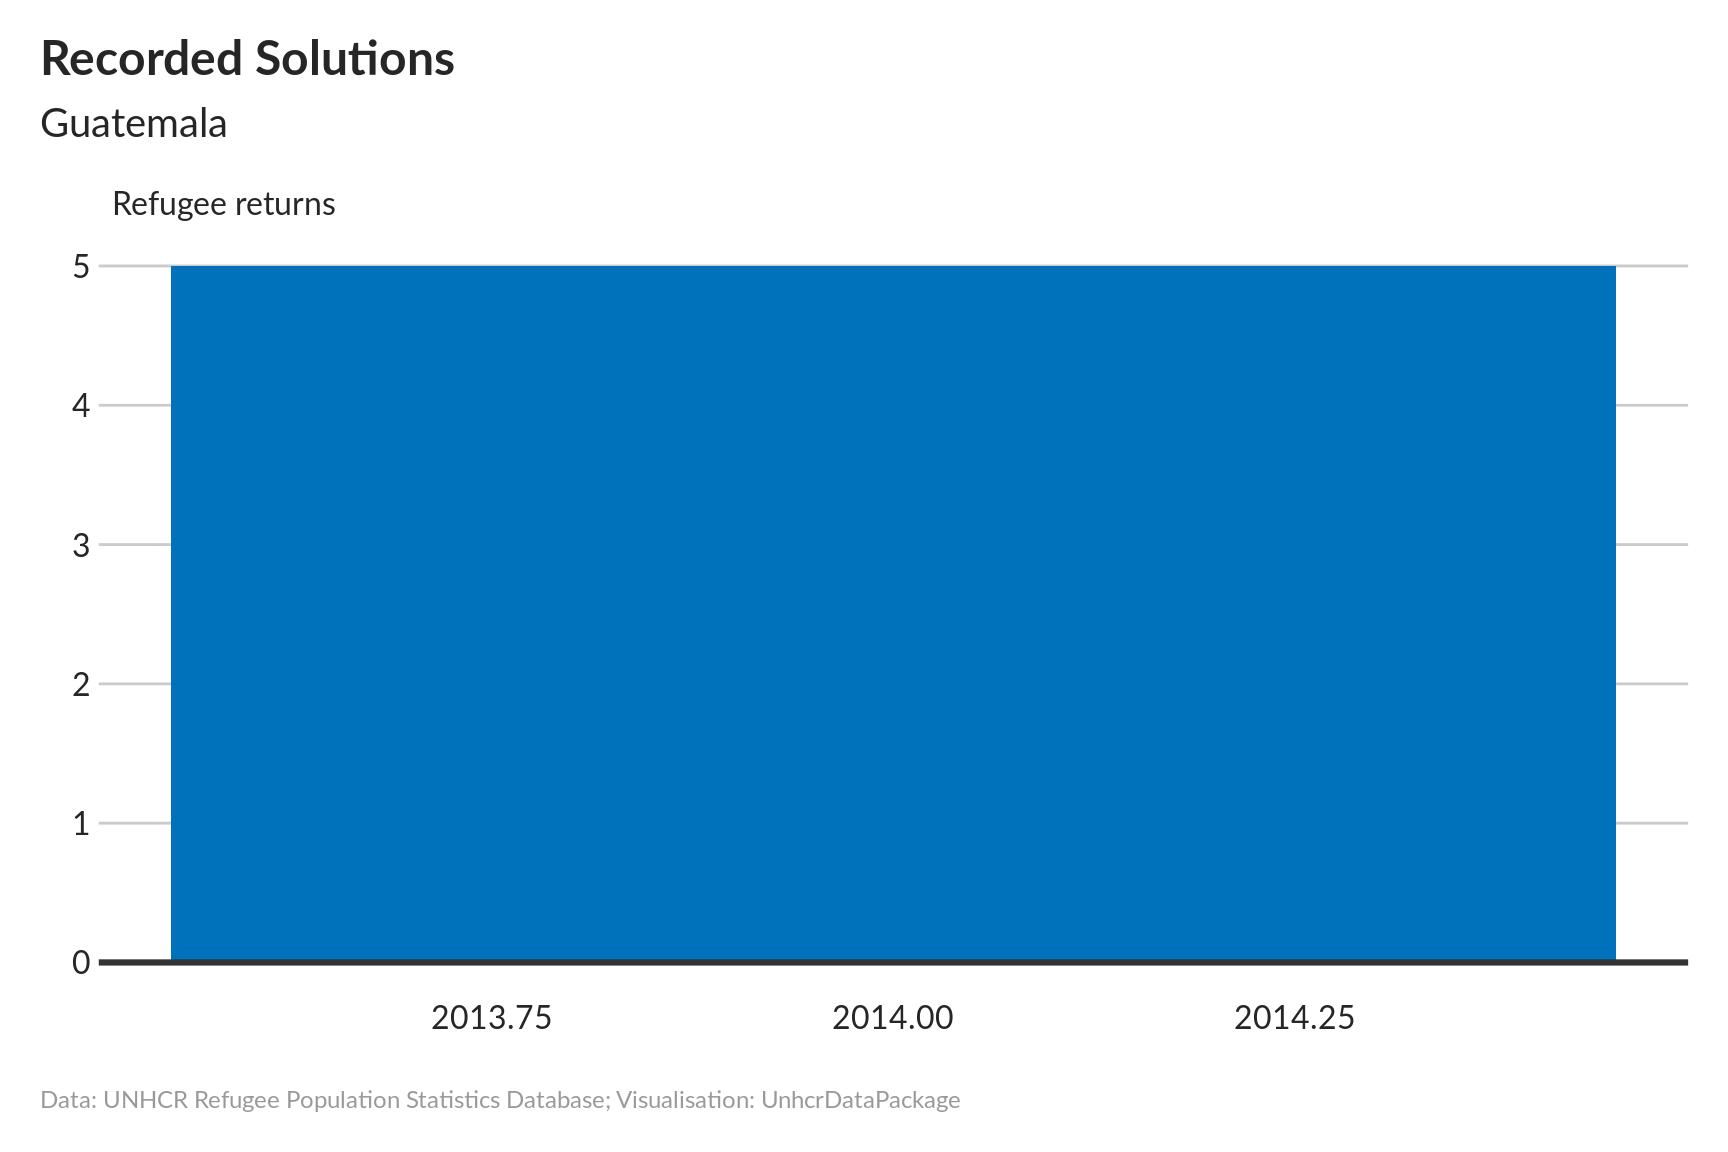 Recorded Solutions
Guatemala
Refugee returns
5
4
3
2
1
0
2013.75 2014.00 2014.25
Data: UNHCR Refugee Population Statistics Database; Visualisation: UnhcrDataPackage